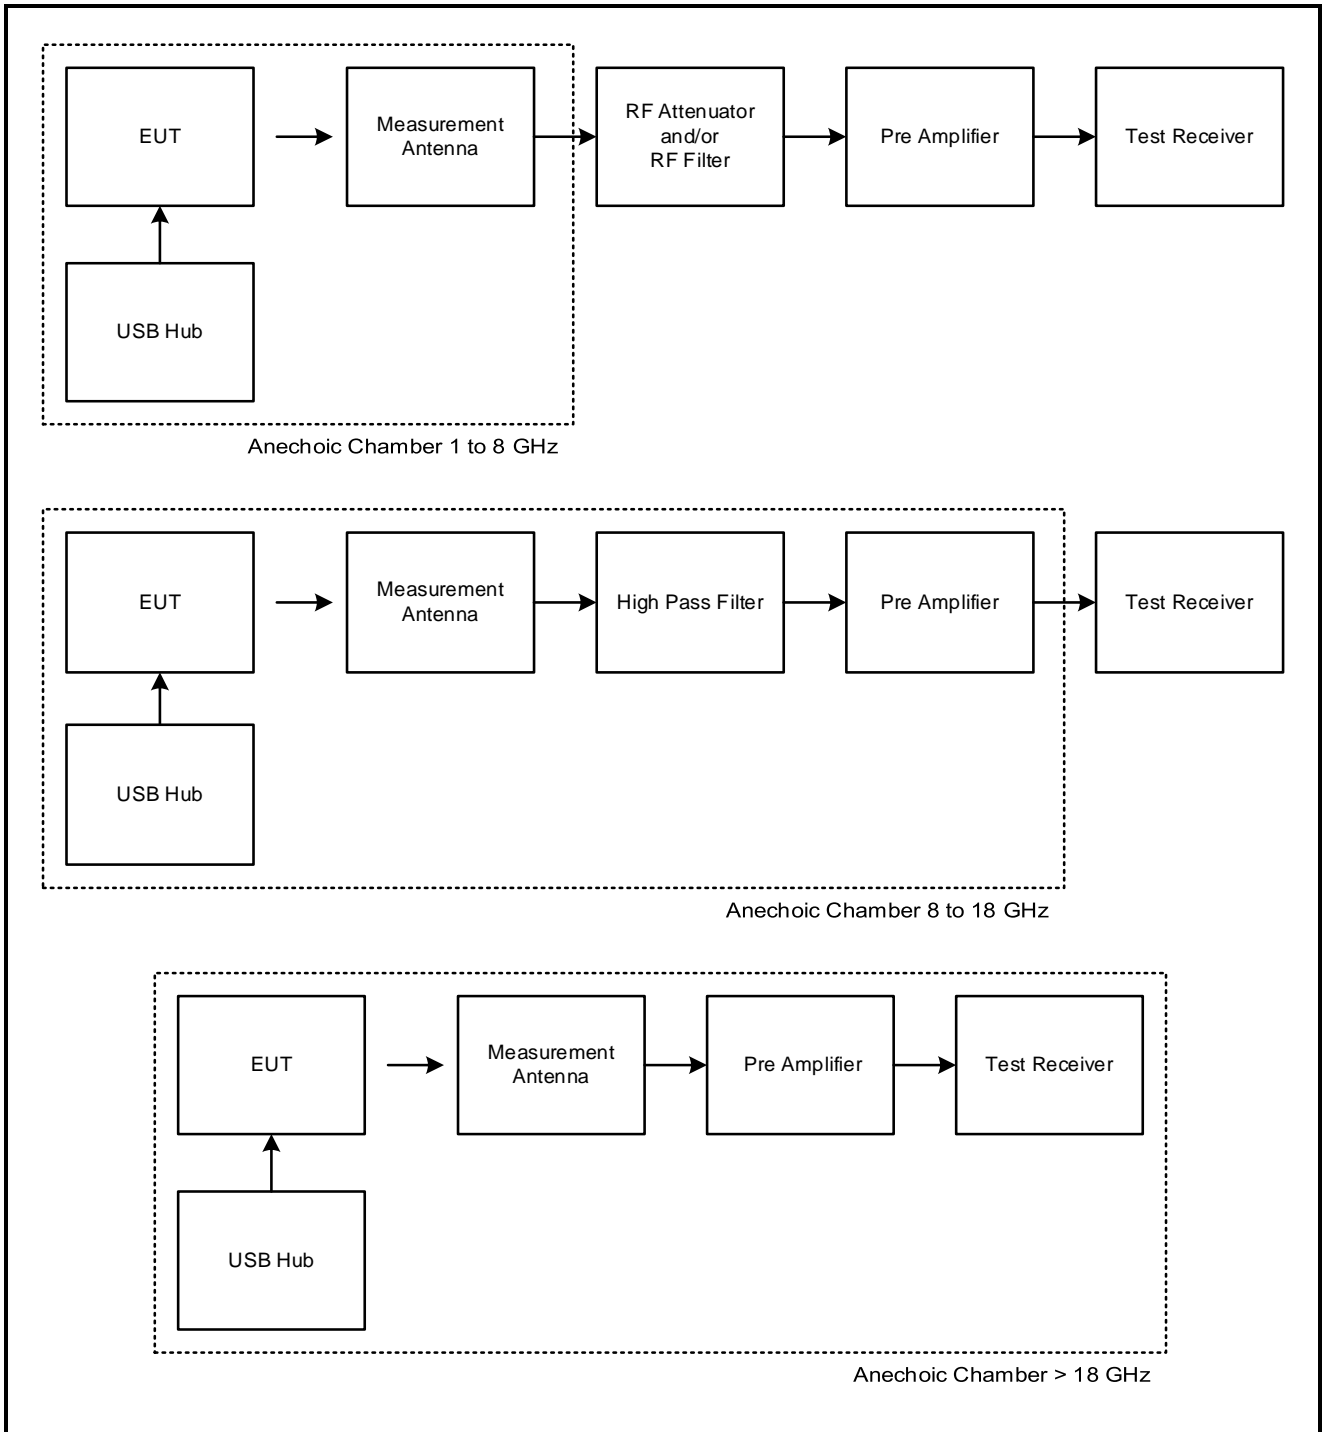 EUT
Measurement
Antenna
RF Attenuator
and/or
RF Filter
Pre Amplifier
Test Receiver
USB Hub
Anechoic Chamber 1 to 8 GHz
EUT
Measurement
Antenna
High Pass Filter
Pre Amplifier
Test Receiver
USB Hub
Anechoic Chamber 8 to 18 GHz
EUT
Measurement
Antenna
Pre Amplifier
Test Receiver
USB Hub
Anechoic Chamber > 18 GHz